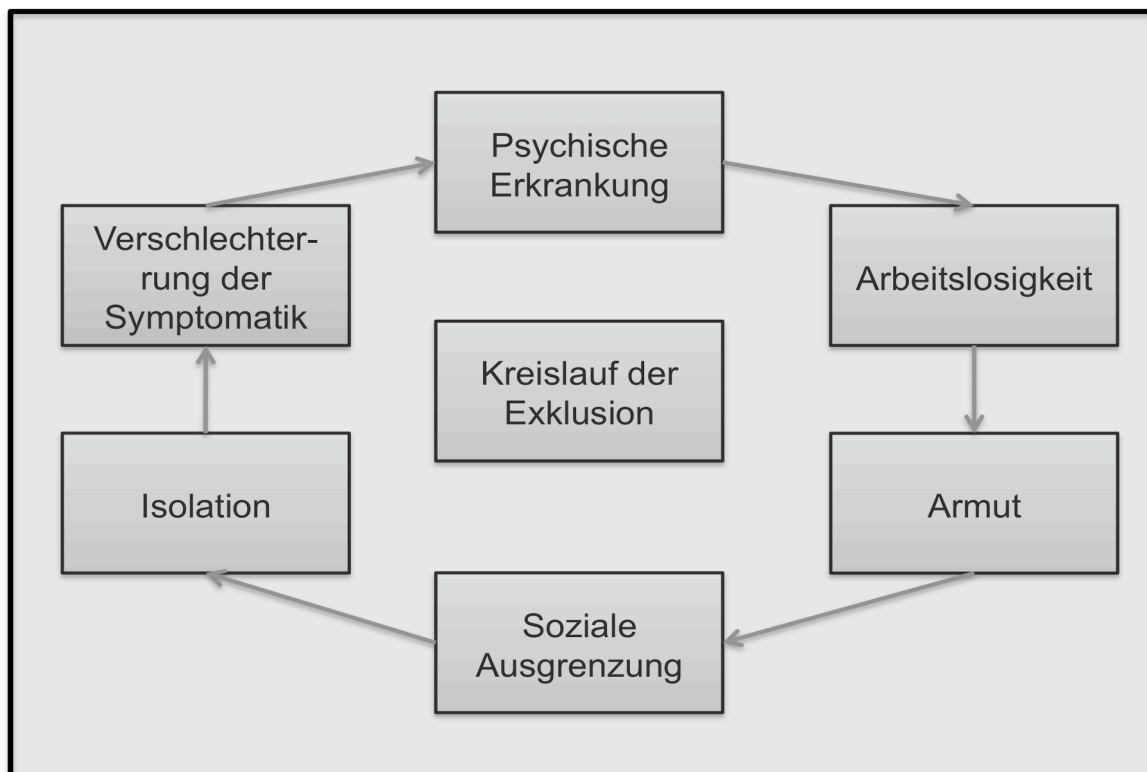 Psychische
Erkrankung
Arbeitslosigkeit
Armut
Soziale
Ausgrenzung
Isolation
Verschlechter-
rung der
Symptomatik
Kreislauf der
Exklusion